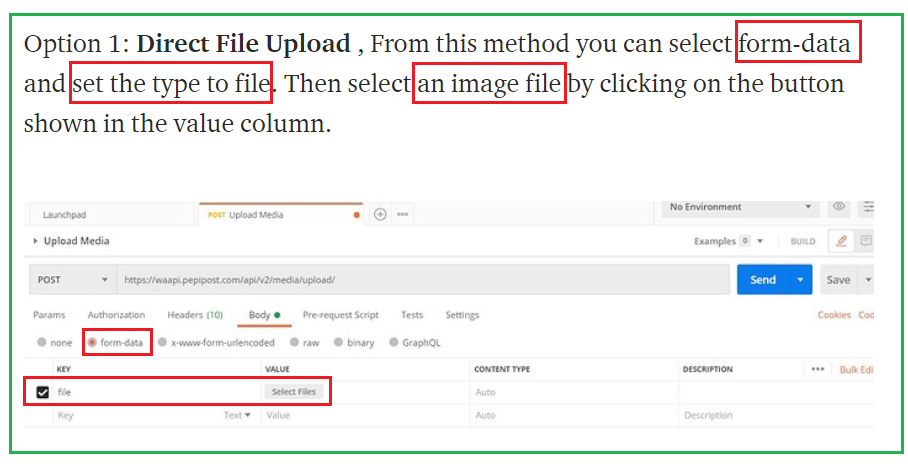 Option 1: Direct File Upload , From this method you can select form-data
and set the type to file. Then select an image file by clicking on the button
shown in the value column.
Launchpad POST Upload Media No Environment
Upload Media Examples 0 BUILD
POST https://waapi.pepipost.com/api/v2/media/upload/ Send Save
Params Authorization Headers (10) Body Pre-request Script Tests Settings Cookies Cod
none form-data x-www-form-urlencoded raw binary GraphQL
KEY VALUE CONTENT TYPE DESCRIPTION Bulk Edi
file Select Files Auto
Key Text Value Auto Description